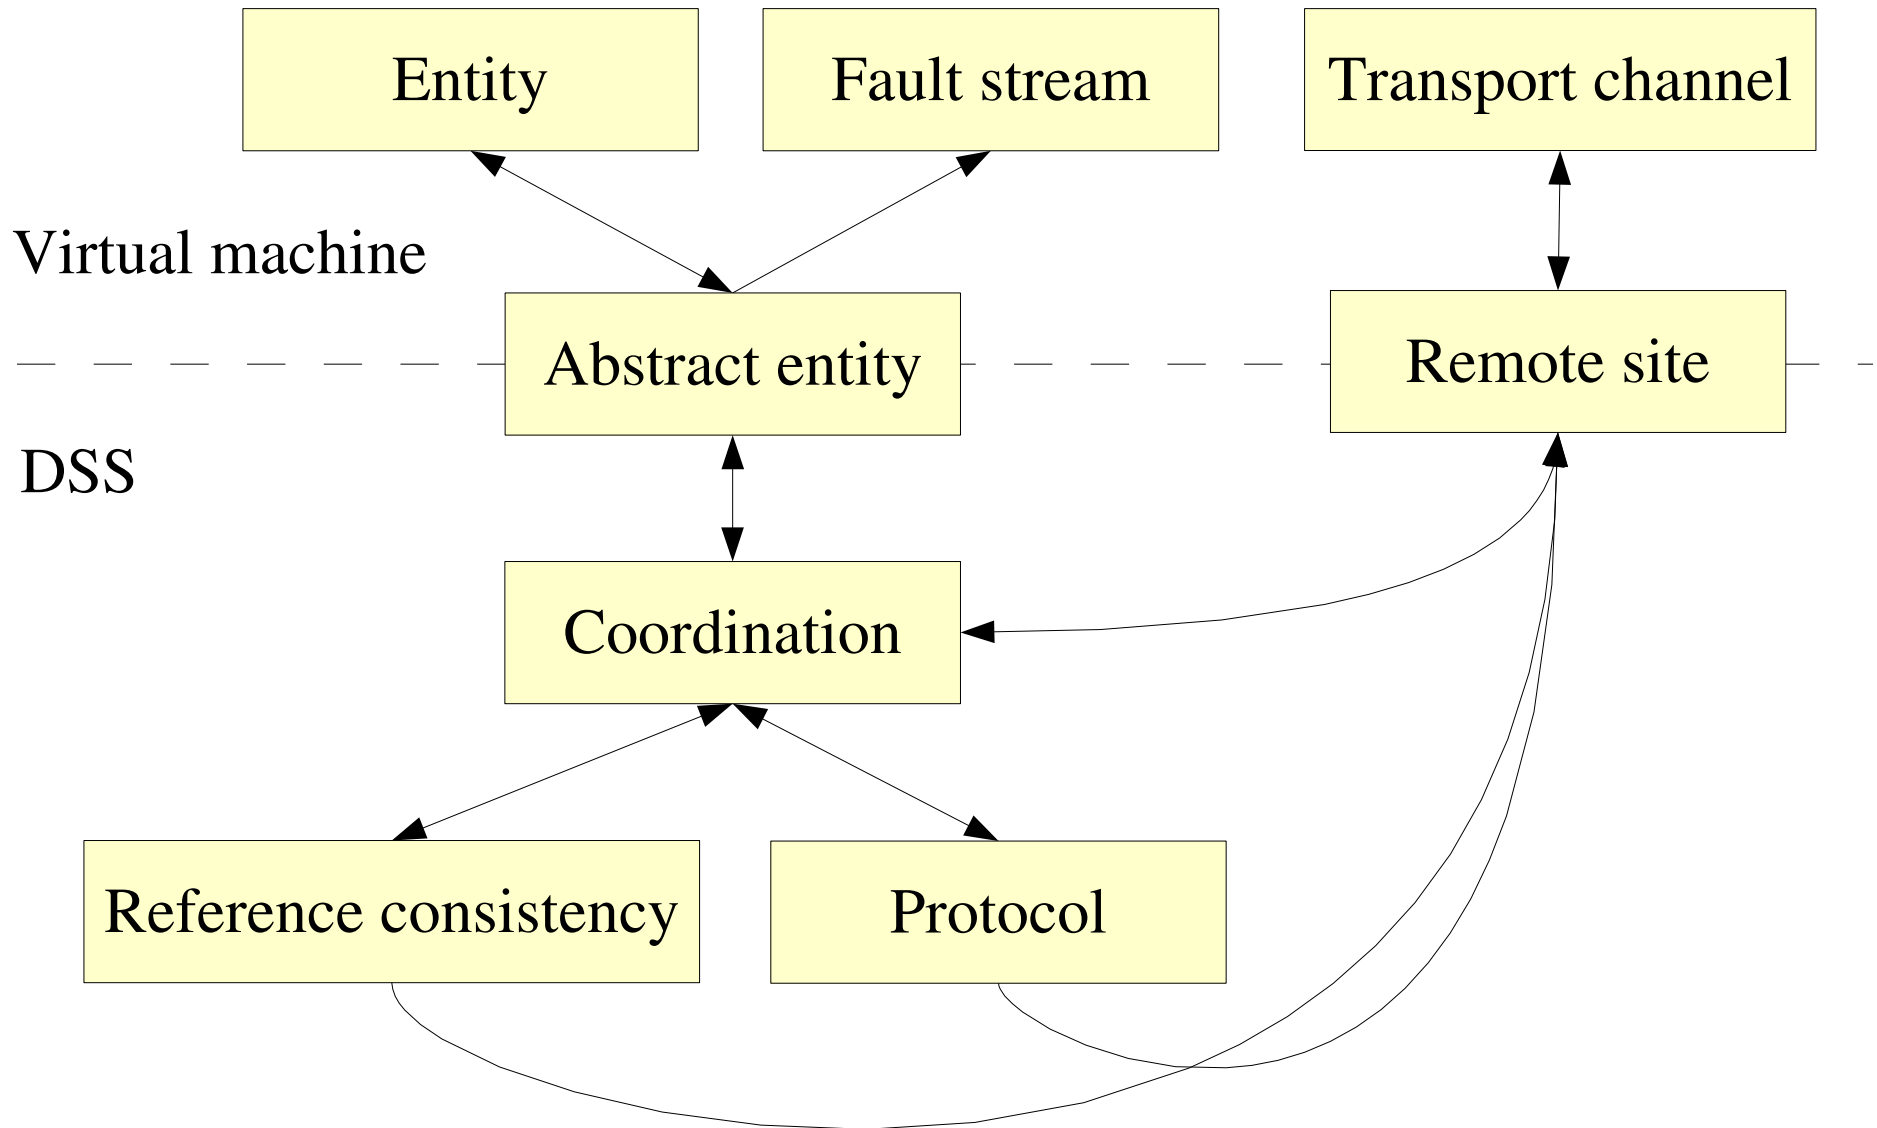 Entity
Fault stream
Transport channel
Virtual machine
Abstract entity
Remote site
DSS
Coordination
Reference consistency
Protocol